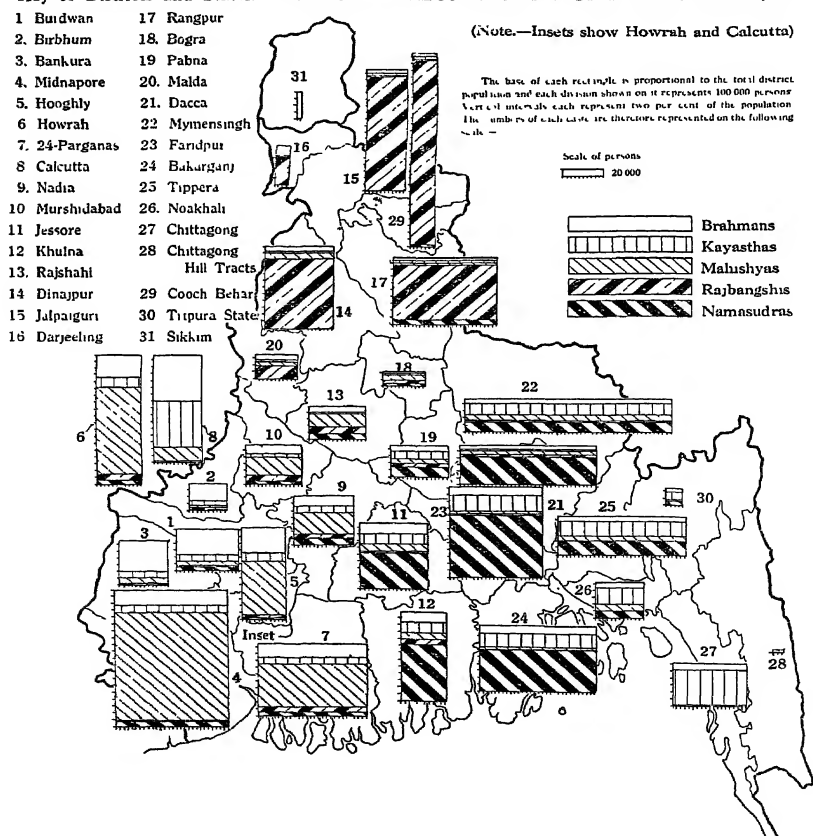 1 Burdwan
2. Birbhum
3. Bankura
4. Midnapore
5. Hooghly
6 Howrah
7. 24-Parganas
8 Calcutta
9. Nadia
10 Murshidabad
11 Jessore
12 Khulna
13. Rajshahi
14 Dinajpur
15 Jalpaiguri
16 Darjeeling
17 Rangpur
18. Bogra
19 Pabna
20. Malda
21. Dacca
22 Mymensingh
23 Faridpur
24 Bakarganj
25 Tippera
26. Noakhali
27 Chittagong
28 Chittagong
Hill Tracts
29 Cooch Behar
30 Tripura State
31 Sikkim
(Note.—Insets show Howrah and Calcutta)
The base of each rectangle is proportional to the total district
population and each division shown on it represents 100 000 persons
Vertical intervals each represent two per cent of the population
The numbers of each caste are therefore represented on the following
scale —
Scale of persons
20 000
Brahmans
Kayasthas
Mahishyas
Rajbangshis
Namasudras
31
16
15
29
17
14
20
18
13
22
6
8
10
19
2
9
30
3
1
11
23
21
25
5
26
12
Inset
7
24
4
27
28